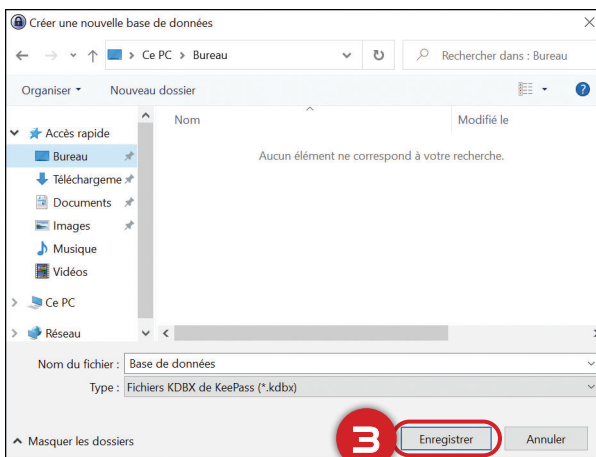 Créer une nouvelle base de données
Ce PC > Bureau
Rechercher dans : Bureau
Organiser
Nouveau dossier
Nom
Modifié le
Accès rapide
Bureau
Aucun élément ne correspond à votre recherche.
Téléchargeme
Documents
Images
Musique
Vidéos
Ce PC
Réseau
Nom du fichier : Base de données
Type : Fichiers KDBX de KeePass (*.kdbx)
Masquer les dossiers
3
Enregistrer
Annuler